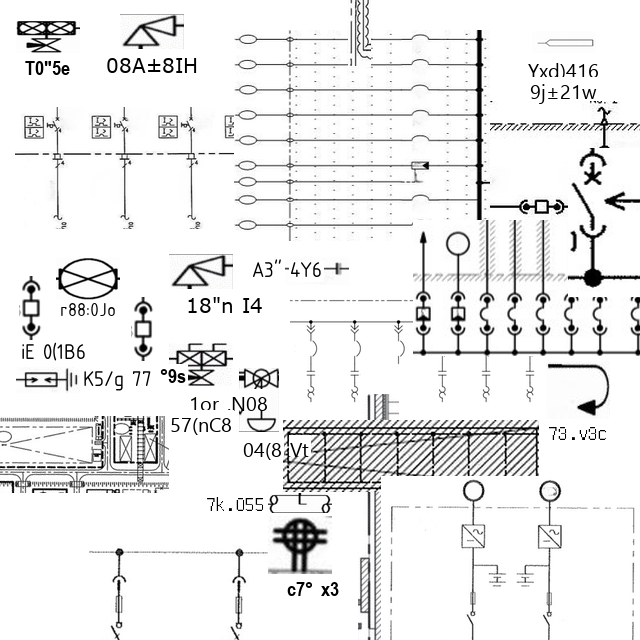 T0"5e
08A±8IH
Yxd)416
9j±21w
A3"-4Y6
18"n I4
r88:0Jo
iE 0(1B6
K5/g 77
°9s
1or .N08
57(nC8
04(8.Vt
73.v3c
7k.055
c7° x3